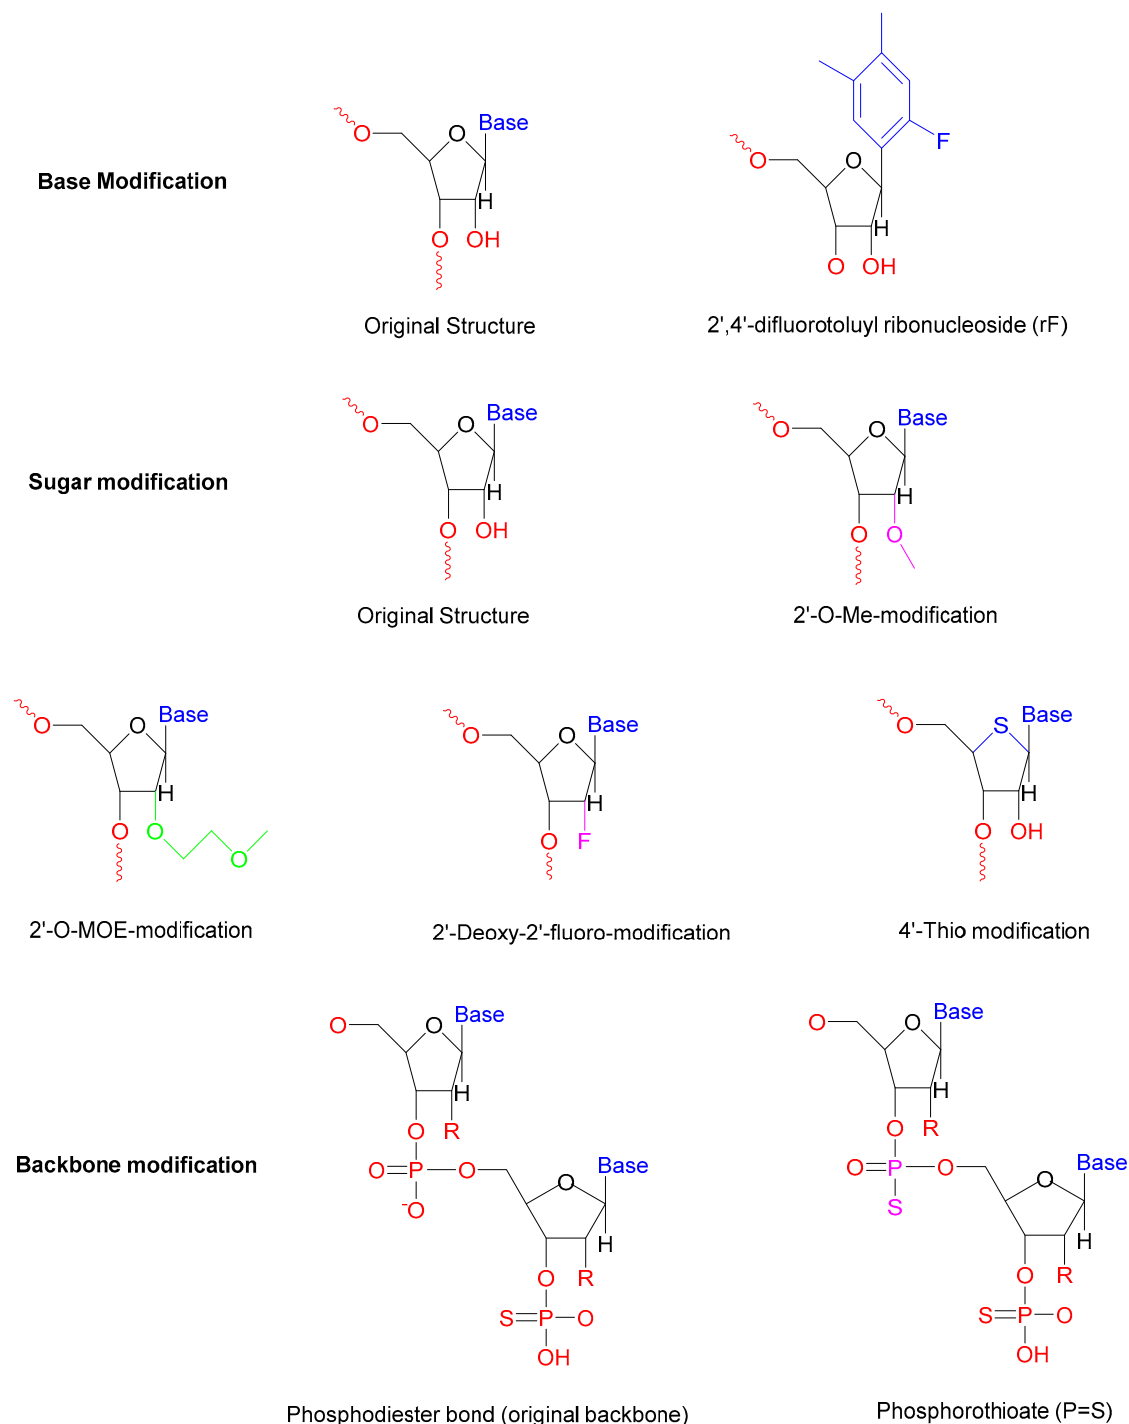 Base
O
O
F
O
O
Base Modification
H
H
O
OH
O
OH
Original Structure
2',4'-difluorotoluyl ribonucleoside (rF)
Base
Base
O
O
O
O
Sugar modification
H
H
O
OH
O
O
Original Structure
2'-O-Me-modification
Base
Base
Base
O
O
O
O
O
S
H
H
H
O
O
O
O
F
O
OH
2'-O-MOE-modification
2'-Deoxy-2'-fluoro-modification
4'-Thio modification
Base
Base
O
O
O
O
H
H
O
R
O
R
Backbone modification
O=P
O
Base
O=P
O
Base
-O
O
S
O
H
H
O
R
O
R
S=P
O
S=P
O
OH
OH
Phosphodiester bond (original backbone)
Phosphorothioate (P=S)